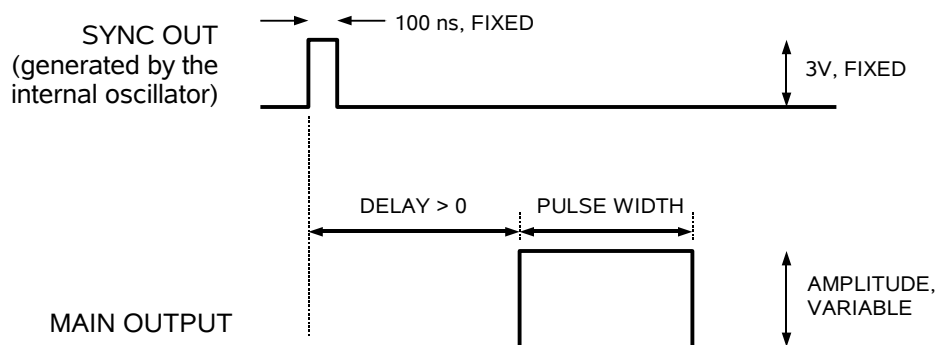 SYNC OUT
(generated by the
internal oscillator)
100 ns, FIXED
3V, FIXED
DELAY > 0
PULSE WIDTH
MAIN OUTPUT
AMPLITUDE,
VARIABLE